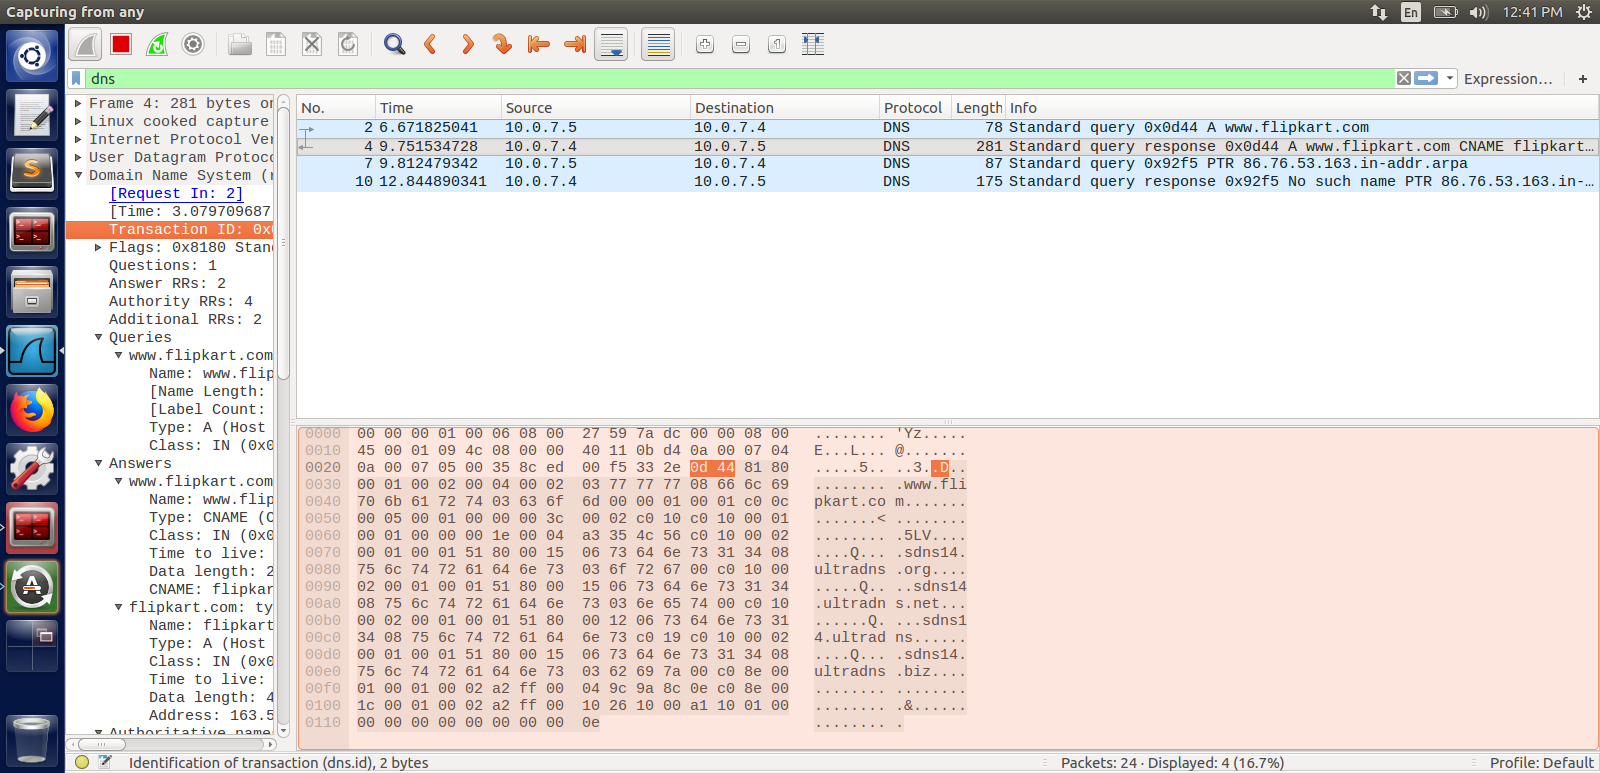 Capturing from any
En
12:41 PM
dns
Expression…
+
Frame 4: 281 bytes on
Linux cooked capture
Internet Protocol Ver
User Datagram Protoc
Domain Name System (r
[Request In: 2]
[Time: 3.079709687
Transaction ID: 0x0
Flags: 0x8180 Stan
Questions: 1
Answer RRs: 2
Authority RRs: 4
Additional RRs: 2
Queries
www.flipkart.com
Name: www.flip
[Name Length:
[Label Count:
Type: A (Host
Class: IN (0x0
Answers
www.flipkart.com
Name: www.flip
Type: CNAME (C
Class: IN (0x0
Time to live:
Data length: 2
CNAME: flipkar
flipkart.com: ty
Name: flipkart
Type: A (Host
Class: IN (0x0
Time to live:
Data length: 4
Address: 163.5
Authoritative name
No. Time Source Destination Protocol Length Info
2 6.671825041 10.0.7.5 10.0.7.4 DNS 78 Standard query 0x0d44 A www.flipkart.com
4 9.751534728 10.0.7.4 10.0.7.5 DNS 281 Standard query response 0x0d44 A www.flipkart.com CNAME flipkart…
7 9.812479342 10.0.7.5 10.0.7.4 DNS 87 Standard query 0x92f5 PTR 86.76.53.163.in-addr.arpa
10 12.844890341 10.0.7.4 10.0.7.5 DNS 175 Standard query response 0x92f5 No such name PTR 86.76.53.163.in-…
0000 00 00 00 01 00 06 08 00 27 59 7a dc 00 00 08 00 ........ 'Yz.....
0010 45 00 01 09 4c 08 00 00 40 11 0b d4 0a 00 07 04 E...L... @.......
0020 0a 00 07 05 00 35 8c ed 00 f5 33 2e 0d 44 81 80 .....5.. ..3..D..
0030 00 01 00 02 00 04 00 02 03 77 77 77 08 66 6c 69 ........ .www.fli
0040 70 6b 61 72 74 03 63 6f 6d 00 00 01 00 01 c0 0c pkart.co m.......
0050 00 05 00 01 00 00 00 3c 00 02 c0 10 c0 10 00 01 .......< ........
0060 00 01 00 00 00 1e 00 04 a3 35 4c 56 c0 10 00 02 ........ .5LV....
0070 00 01 00 01 51 80 00 15 06 73 64 6e 73 31 34 08 ....Q... .sdns14.
0080 75 6c 74 72 61 64 6e 73 03 6f 72 67 00 c0 10 00 ultradns .org....
0090 02 00 01 00 01 51 80 00 15 06 73 64 6e 73 31 34 .....Q.. ..sdns14
00a0 08 75 6c 74 72 61 64 6e 73 03 6e 65 74 00 c0 10 .ultradn s.net...
00b0 00 02 00 01 00 01 51 80 00 12 06 73 64 6e 73 31 ......Q. ...sdns1
00c0 34 08 75 6c 74 72 61 64 6e 73 c0 19 c0 10 00 02 4.ultrad ns......
00d0 00 01 00 01 51 80 00 15 06 73 64 6e 73 31 34 08 ....Q... .sdns14.
00e0 75 6c 74 72 61 64 6e 73 03 62 69 7a 00 c0 8e 00 ultradns .biz....
00f0 01 00 01 00 02 a2 ff 00 04 9c 9a 8c 0e c0 8e 00 ........ ........
0100 1c 00 01 00 02 a2 ff 00 10 26 10 00 a1 10 01 00 ........ .&......
0110 00 00 00 00 00 00 00 00 0e ........ .
Identification of transaction (dns.id), 2 bytes
Packets: 24 · Displayed: 4 (16.7%)
Profile: Default